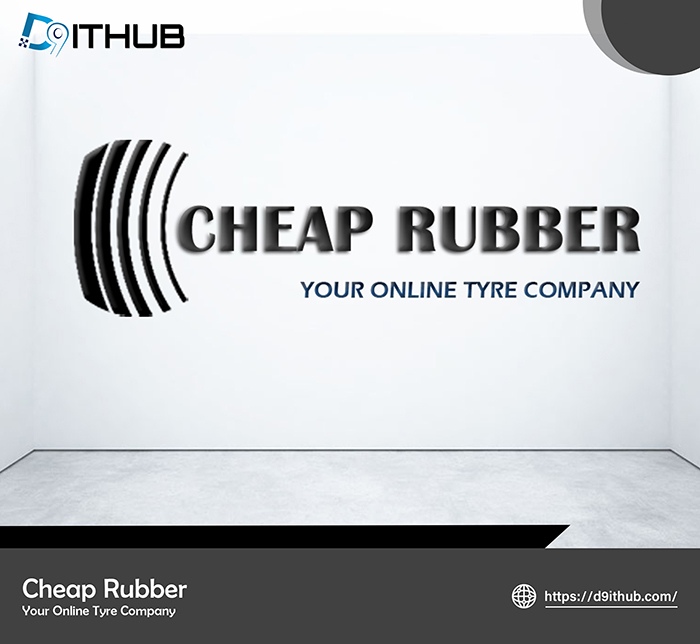 D9ITHUB
CHEAP RUBBER
YOUR ONLINE TYRE COMPANY
Cheap Rubber
Your Online Tyre Company
https://d9ithub.com/